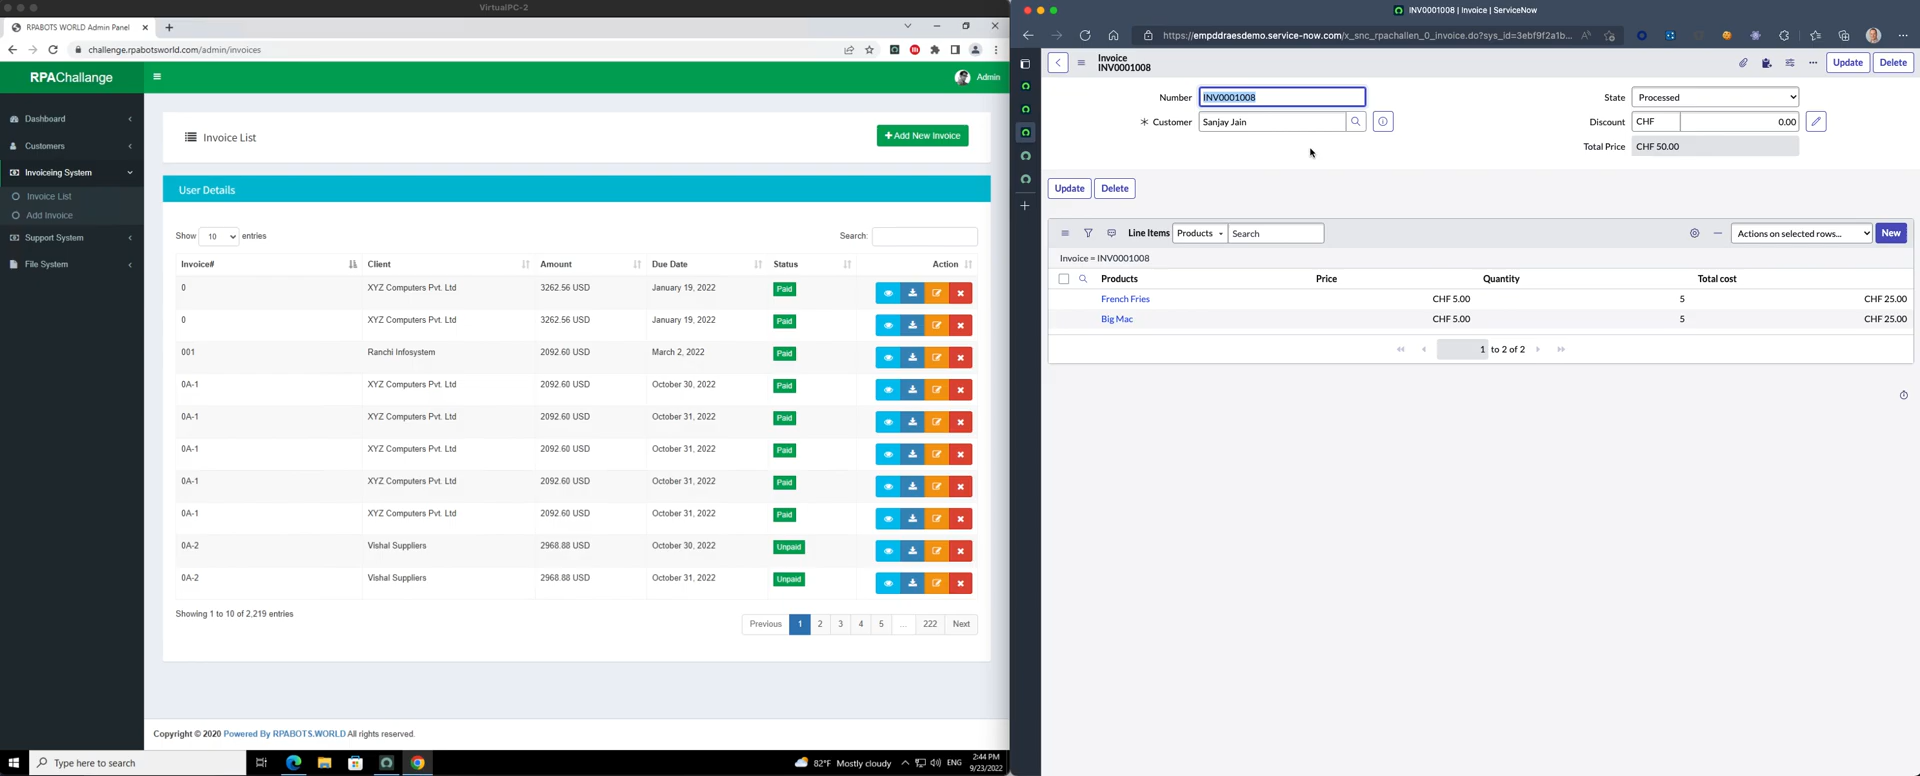 VirtualPC-2
RPABOTS WORLD Admin Panel
challenge.rpabotsworld.com/admin/invoices
RPAChallange
Admin
Dashboard
Customers
Invoiceing System
Invoice List
Add Invoice
Support System
File System
Invoice List
Add New Invoice
User Details
Show 10 entries
Search:
Invoice# Client Amount Due Date Status Action
0 XYZ Computers Pvt. Ltd 3262.56 USD January 19, 2022 Paid
0 XYZ Computers Pvt. Ltd 3262.56 USD January 19, 2022 Paid
001 Ranchi Infosystem 2092.60 USD March 2, 2022 Paid
0A-1 XYZ Computers Pvt. Ltd 2092.60 USD October 30, 2022 Paid
0A-1 XYZ Computers Pvt. Ltd 2092.60 USD October 31, 2022 Paid
0A-1 XYZ Computers Pvt. Ltd 2092.60 USD October 31, 2022 Paid
0A-1 XYZ Computers Pvt. Ltd 2092.60 USD October 31, 2022 Paid
0A-1 XYZ Computers Pvt. Ltd 2092.60 USD October 31, 2022 Paid
0A-2 Vishal Suppliers 2968.88 USD October 30, 2022 Unpaid
0A-2 Vishal Suppliers 2968.88 USD October 31, 2022 Unpaid
Showing 1 to 10 of 2,219 entries
Previous 1 2 3 4 5 ... 222 Next
Copyright © 2020 Powered By RPABOTS.WORLD All rights reserved.
Type here to search
82°F Mostly cloudy
ENG
2:44 PM
9/23/2022
INV0001008 | Invoice | ServiceNow
https://empddraesdemo.service-now.com/x_snc_rpachallen_0_invoice.do?sys_id=3ebf9f2a1b...
Invoice
INV0001008
Update Delete
Number INV0001008
State Processed
Customer Sanjay Jain
Discount CHF 0.00
Total Price CHF 50.00
Update Delete
Line Items Products Search
Actions on selected rows... New
Invoice = INV0001008
Products Price Quantity Total cost
French Fries CHF 5.00 5 CHF 25.00
Big Mac CHF 5.00 5 CHF 25.00
1 to 2 of 2